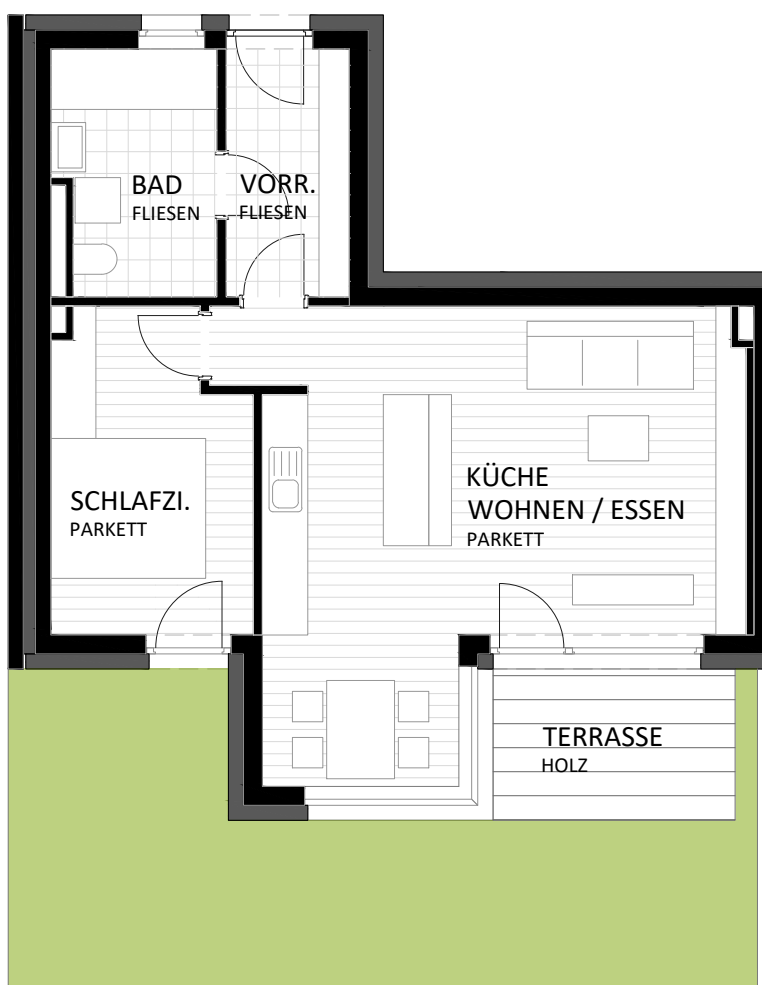 BAD
FLIESEN
VORR.
FLIESEN
SCHLAFZI.
PARKETT
KÜCHE
WOHNEN / ESSEN
PARKETT
TERRASSE
HOLZ